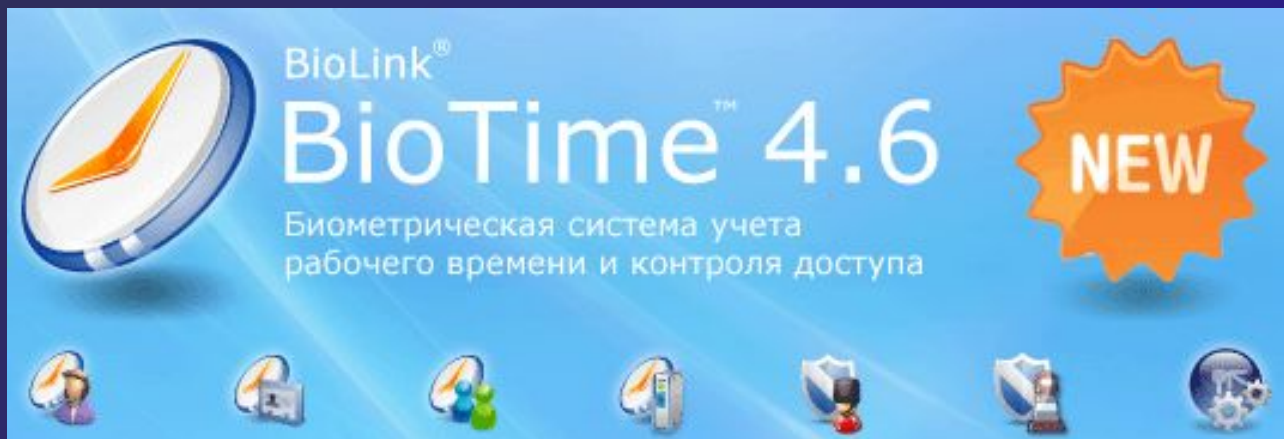 BioLink®
BioTime™ 4.6
Биометрическая система учета
рабочего времени и контроля доступа
NEW